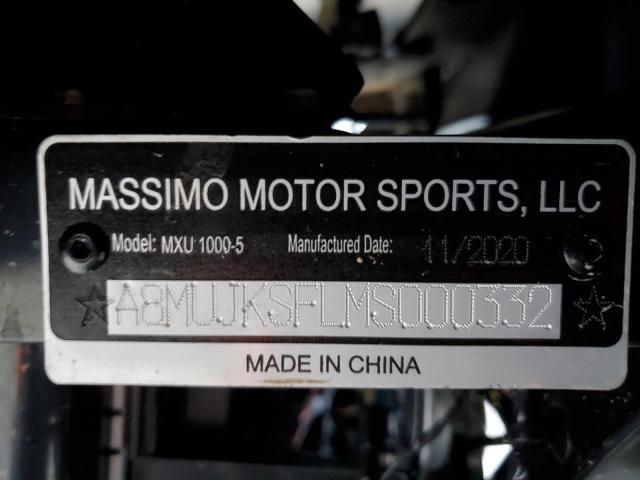 MASSIMO MOTOR SPORTS, LLC
Model: MXU 1000-5 Manufactured Date: 11/2020
A8MUJKSFLMS000332
MADE IN CHINA